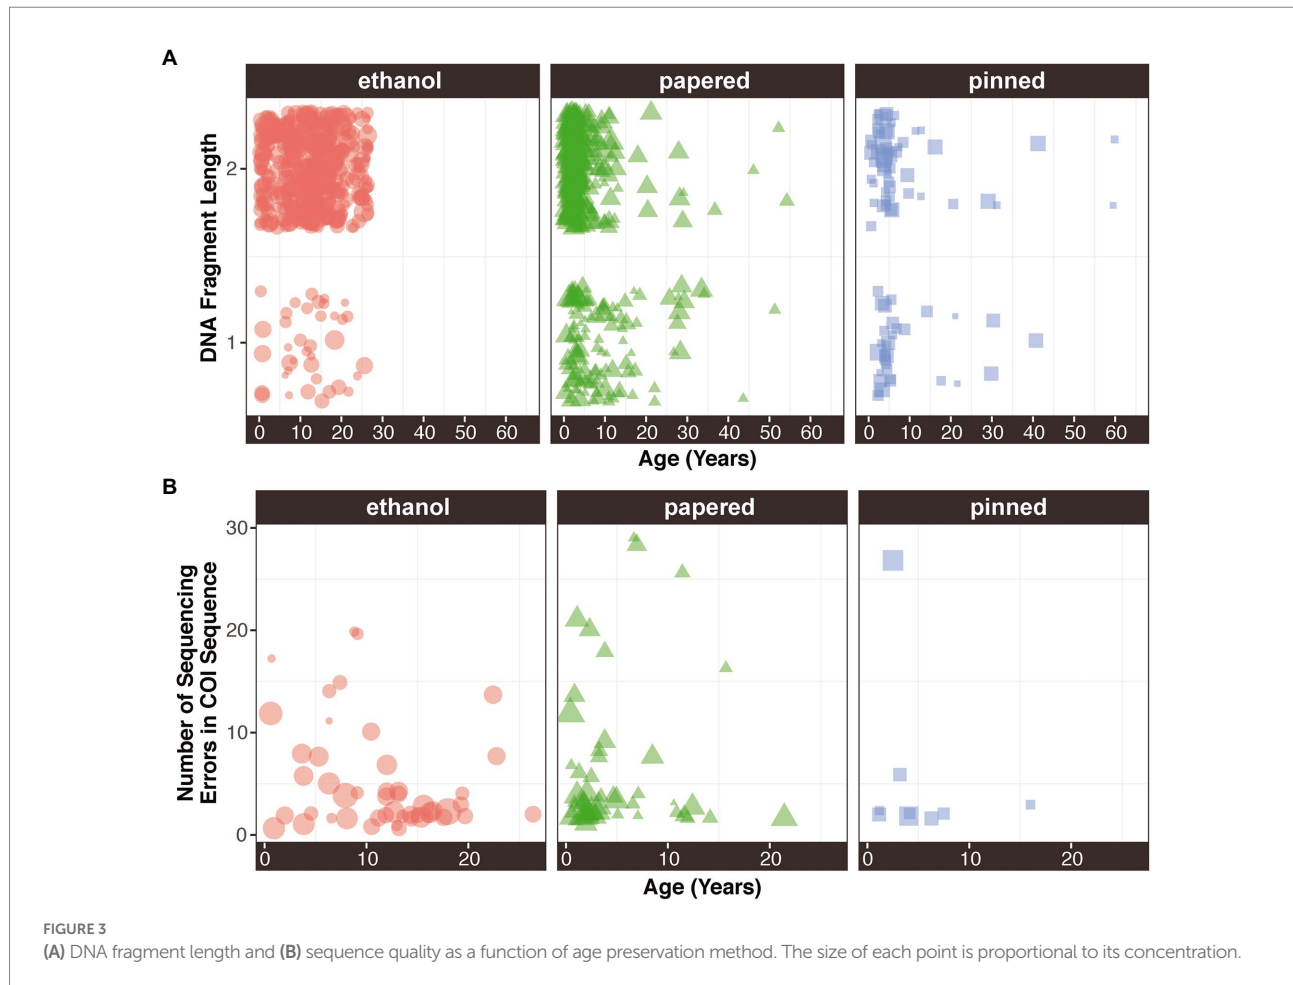 A
ethanol papered pinned
DNA Fragment Length
2
1
0 10 20 30 40 50 60 0 10 20 30 40 50 60 0 10 20 30 40 50 60
Age (Years)
B
ethanol papered pinned
Number of Sequencing
Errors in COI Sequence
30
20
10
0
0 10 20 0 10 20 0 10 20
Age (Years)
FIGURE 3
(A) DNA fragment length and (B) sequence quality as a function of age preservation method. The size of each point is proportional to its concentration.